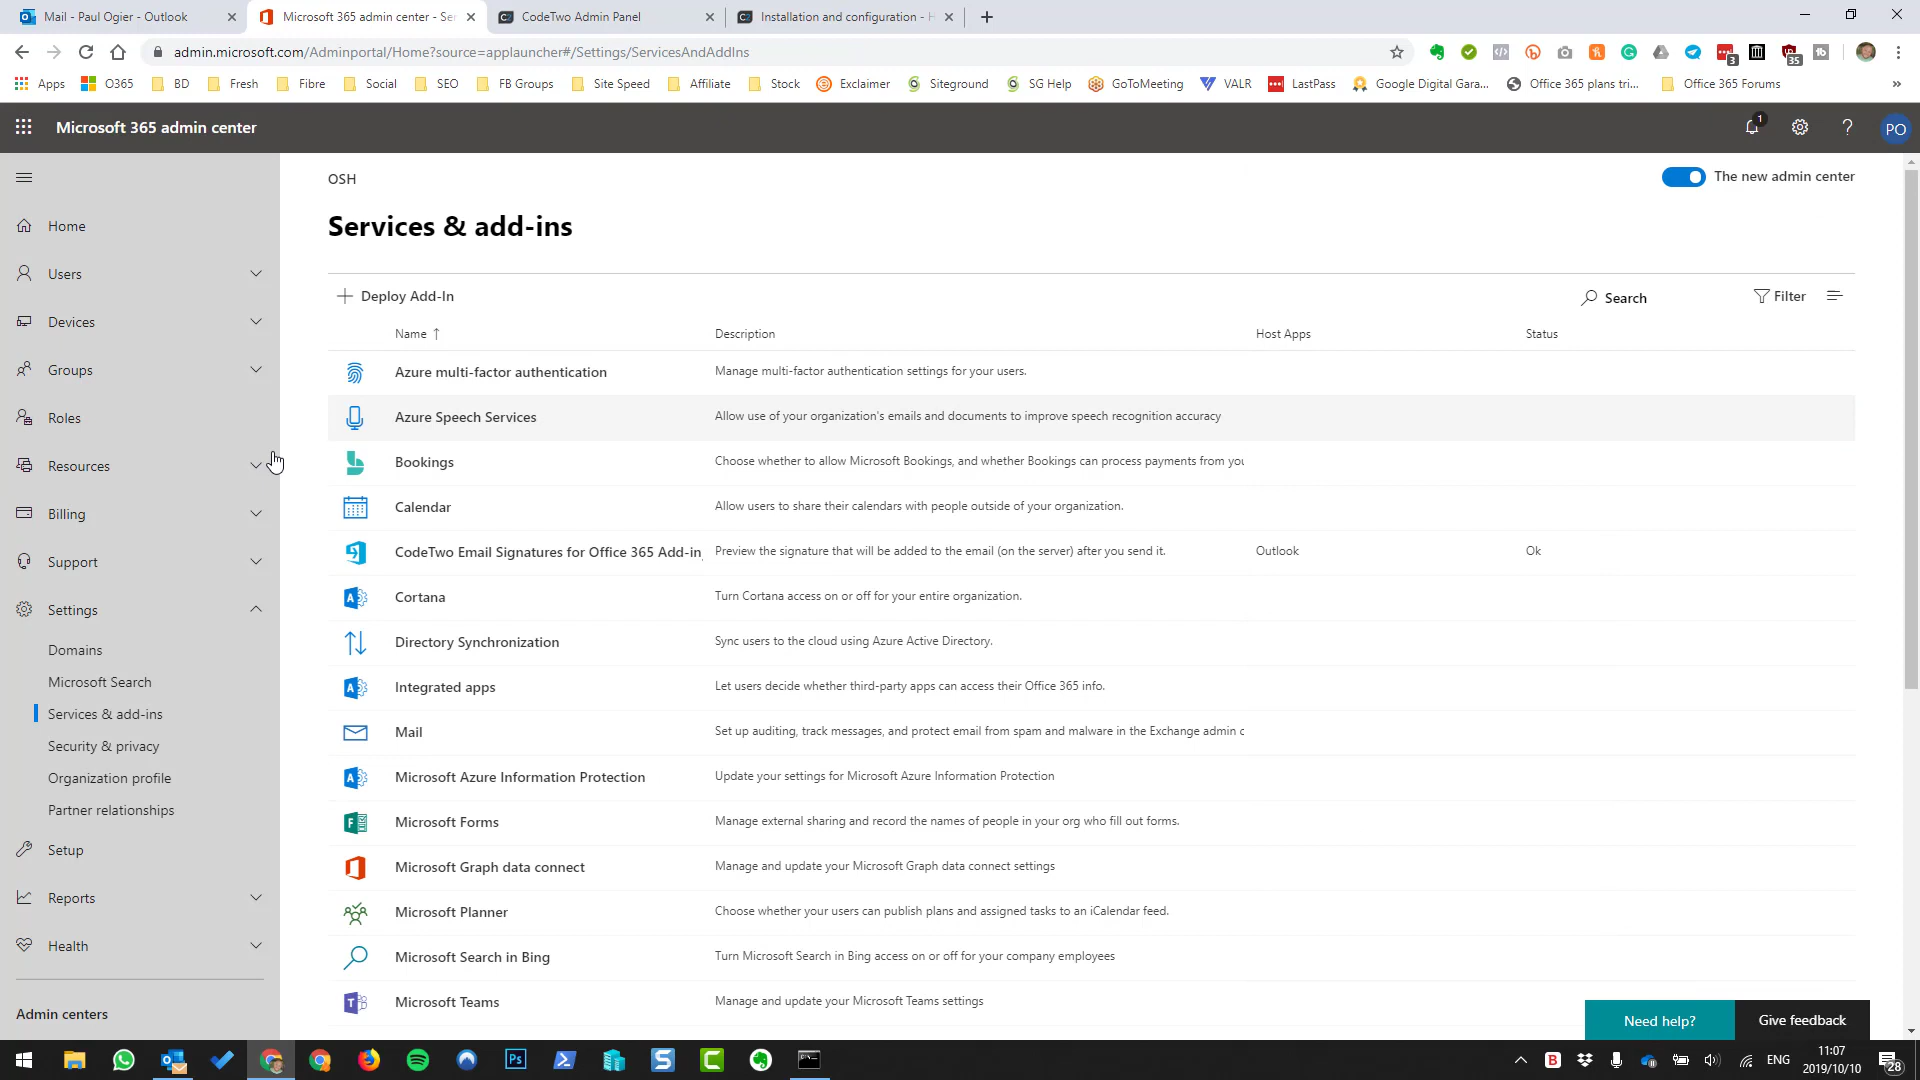 Mail - Paul Ogier - Outlook
Microsoft 365 admin center - Ser
CodeTwo Admin Panel
Installation and configuration - H
admin.microsoft.com/Adminportal/Home?source=applauncher#/Settings/ServicesAndAddIns
3
35
Apps
O365
BD
Fresh
Fibre
Social
SEO
FB Groups
Site Speed
Affiliate
Stock
Exclaimer
Siteground
SG Help
GoToMeeting
VALR
LastPass
Google Digital Gara...
Office 365 plans tri...
Office 365 Forums
»
Microsoft 365 admin center
1
?
PO
Home
Users
Devices
Groups
Roles
Resources
Billing
Support
Settings
Domains
Microsoft Search
Services & add-ins
Security & privacy
Organization profile
Partner relationships
Setup
Reports
Health
Admin centers
OSH
The new admin center
Services & add-ins
Deploy Add-In
Search
Filter
Name ↑ Description Host Apps Status
Azure multi-factor authentication Manage multi-factor authentication settings for your users.
Azure Speech Services Allow use of your organization's emails and documents to improve speech recognition accuracy
Bookings Choose whether to allow Microsoft Bookings, and whether Bookings can process payments from you
Calendar Allow users to share their calendars with people outside of your organization.
CodeTwo Email Signatures for Office 365 Add-in Preview the signature that will be added to the email (on the server) after you send it. Outlook Ok
Cortana Turn Cortana access on or off for your entire organization.
Directory Synchronization Sync users to the cloud using Azure Active Directory.
Integrated apps Let users decide whether third-party apps can access their Office 365 info.
Mail Set up auditing, track messages, and protect email from spam and malware in the Exchange admin c
Microsoft Azure Information Protection Update your settings for Microsoft Azure Information Protection
Microsoft Forms Manage external sharing and record the names of people in your org who fill out forms.
Microsoft Graph data connect Manage and update your Microsoft Graph data connect settings
Microsoft Planner Choose whether your users can publish plans and assigned tasks to an iCalendar feed.
Microsoft Search in Bing Turn Microsoft Search in Bing access on or off for your company employees
Microsoft Teams Manage and update your Microsoft Teams settings
Need help?
Give feedback
Ps
S
C
B
ENG
11:07
2019/10/10
28